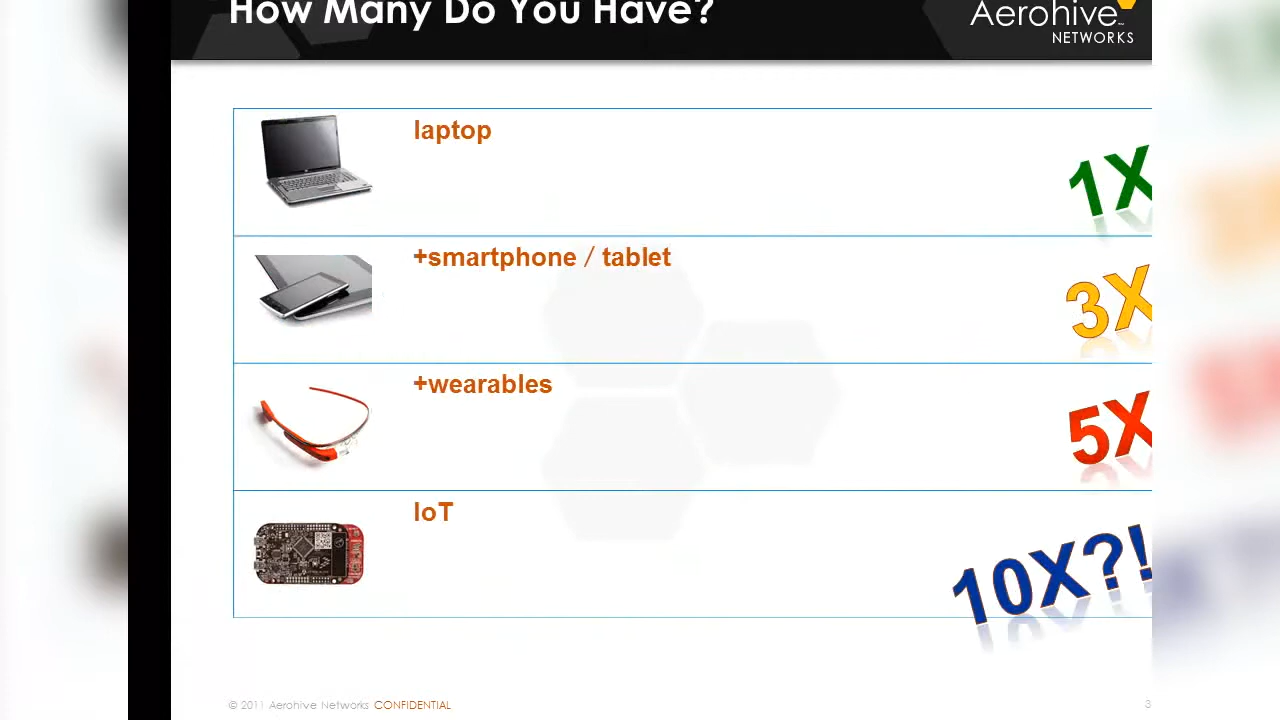 How Many Do You Have?
Aerohive
NETWORKS
laptop
1X
+smartphone / tablet
3X
+wearables
5X
IoT
10X?!
© 2011 Aerohive Networks CONFIDENTIAL
3